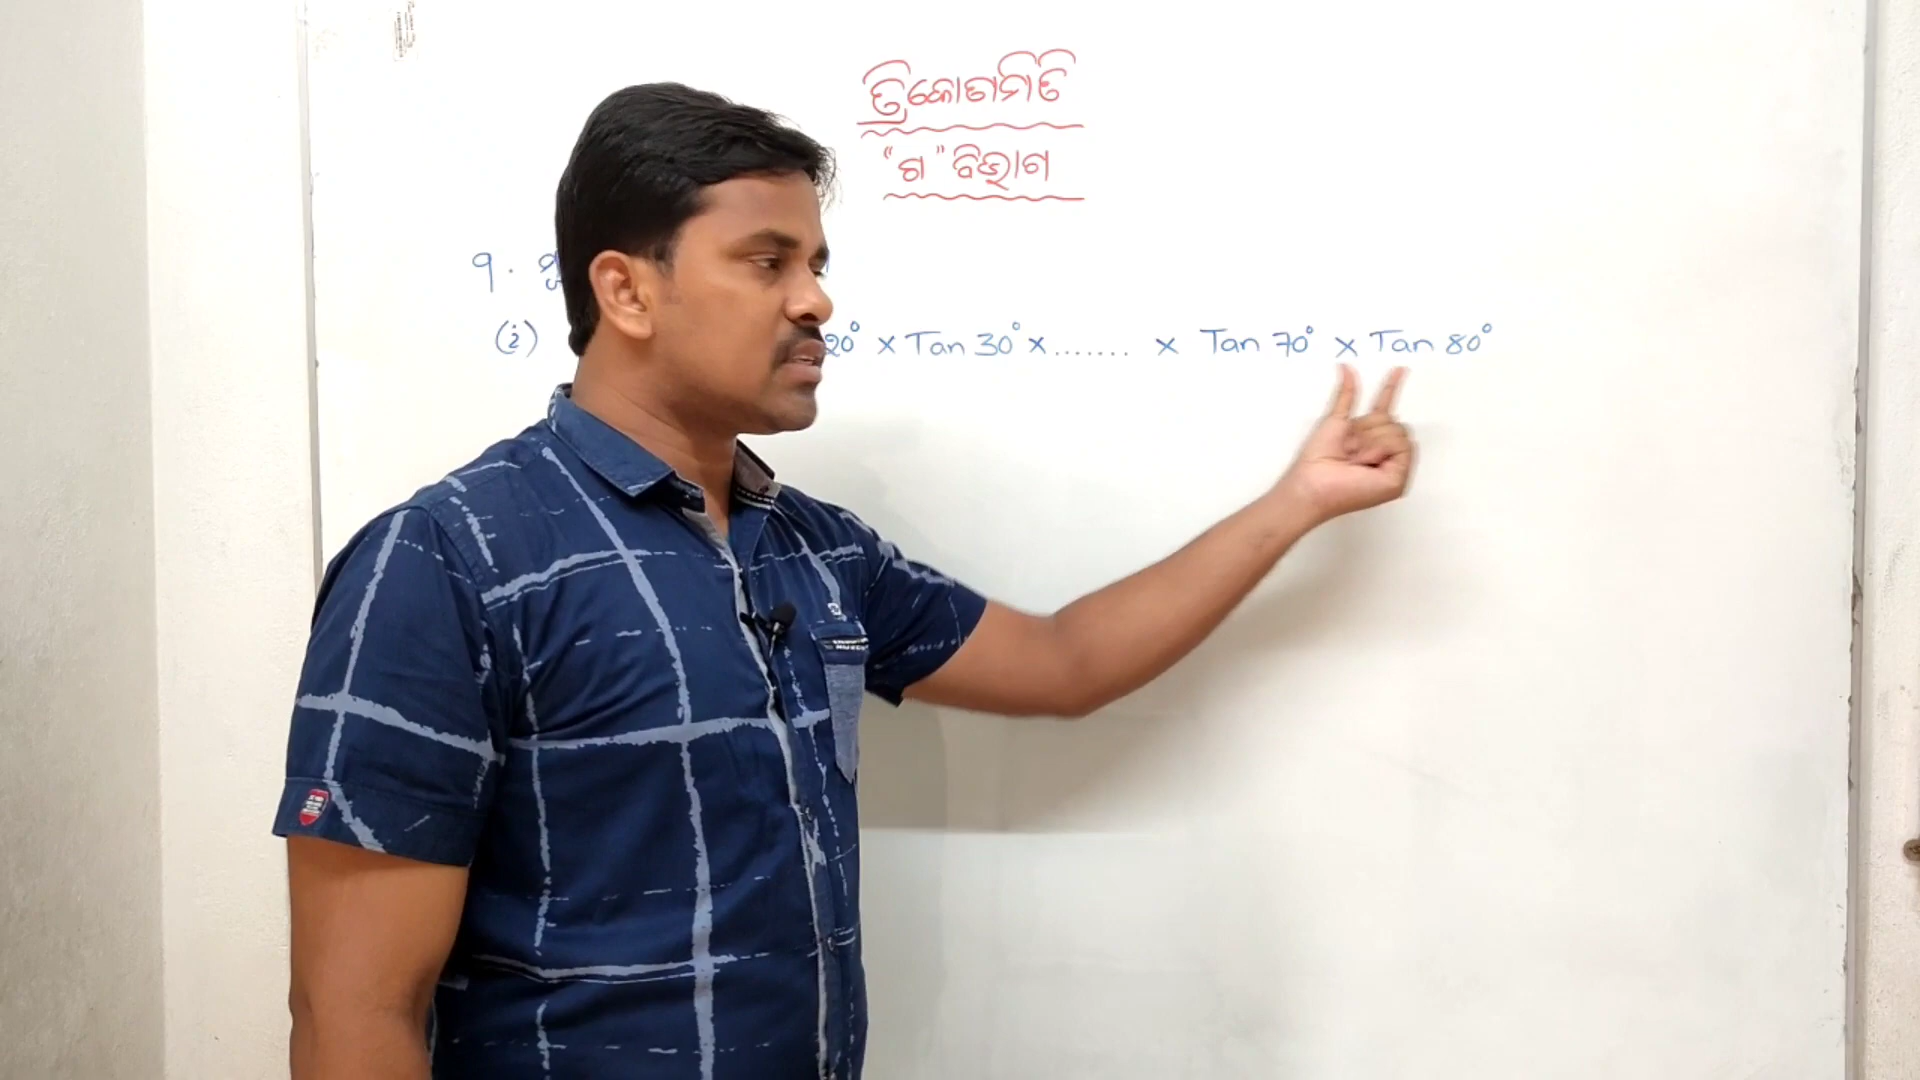 ତ୍ରିକୋଣମିତି
"ଗ" ବିଭାଗ
୧.
(i) 20° × Tan 30° × ....... × Tan 70° × Tan 80°